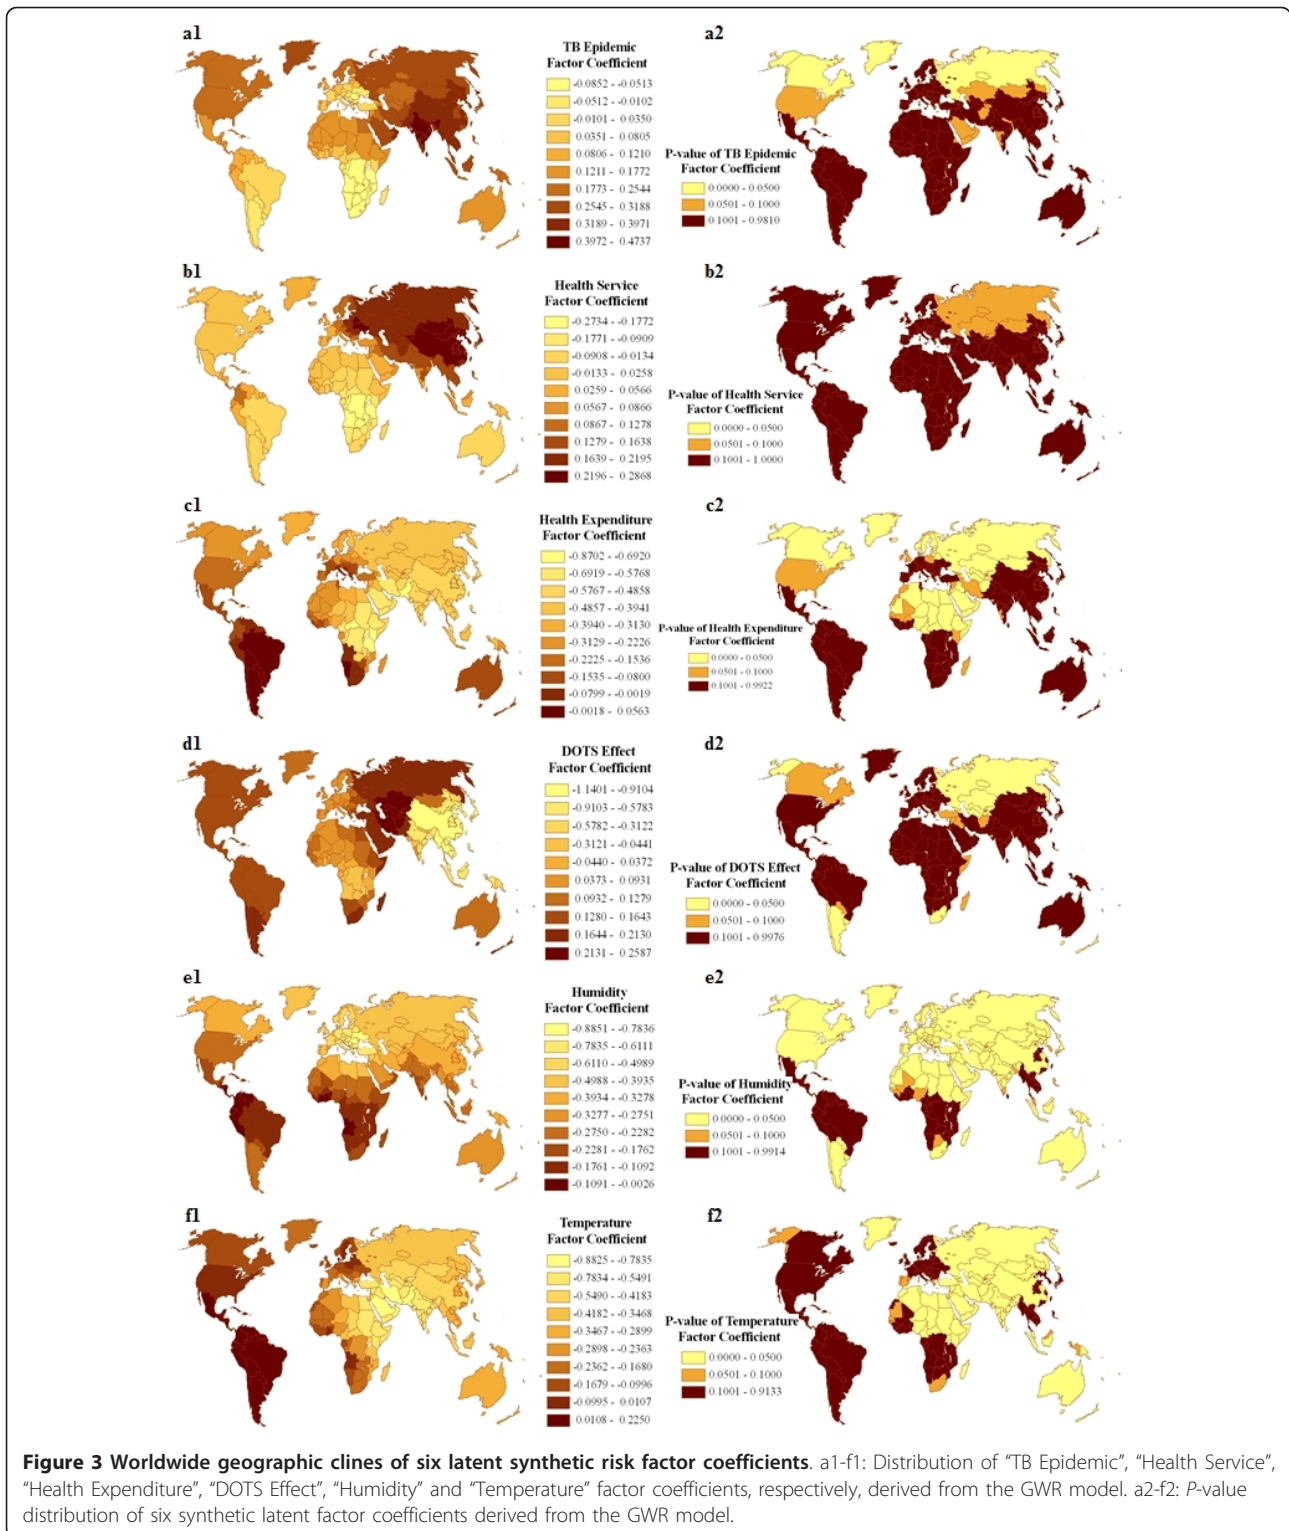 a1
TB Epidemic
Factor Coefficient
-0.0852 - -0.0513
-0.0512 - -0.0102
-0.0101 - 0.0350
0.0351 - 0.0805
0.0806 - 0.1210
0.1211 - 0.1772
0.1773 - 0.2544
0.2545 - 0.3188
0.3189 - 0.3971
0.3972 - 0.4737
a2
P-value of TB Epidemic
Factor Coefficient
0.0000 - 0.0500
0.0501 - 0.1000
0.1001 - 0.9810
b1
Health Service
Factor Coefficient
-0.2734 - -0.1772
-0.1771 - -0.0909
-0.0908 - -0.0134
-0.0133 - 0.0258
0.0259 - 0.0566
0.0567 - 0.0866
0.0867 - 0.1278
0.1279 - 0.1638
0.1639 - 0.2195
0.2196 - 0.2868
b2
P-value of Health Service
Factor Coefficient
0.0000 - 0.0500
0.0501 - 0.1000
0.1001 - 1.0000
c1
Health Expenditure
Factor Coefficient
-0.8702 - -0.6920
-0.6919 - -0.5768
-0.5767 - -0.4858
-0.4857 - -0.3941
-0.3940 - -0.3130
-0.3129 - -0.2226
-0.2225 - -0.1536
-0.1535 - -0.0800
-0.0799 - -0.0019
-0.0018 - 0.0563
c2
P-value of Health Expenditure
Factor Coefficient
0.0000 - 0.0500
0.0501 - 0.1000
0.1001 - 0.9922
d1
DOTS Effect
Factor Coefficient
-1.1401 - -0.9104
-0.9103 - -0.5783
-0.5782 - -0.3122
-0.3121 - -0.0441
-0.0440 - 0.0372
0.0373 - 0.0931
0.0932 - 0.1279
0.1280 - 0.1643
0.1644 - 0.2130
0.2131 - 0.2587
d2
P-value of DOTS Effect
Factor Coefficient
0.0000 - 0.0500
0.0501 - 0.1000
0.1001 - 0.9976
e1
Humidity
Factor Coefficient
-0.8851 - -0.7836
-0.7835 - -0.6111
-0.6110 - -0.4989
-0.4988 - -0.3935
-0.3934 - -0.3278
-0.3277 - -0.2751
-0.2750 - -0.2282
-0.2281 - -0.1762
-0.1761 - -0.1092
-0.1091 - -0.0026
e2
P-value of Humidity
Factor Coefficient
0.0000 - 0.0500
0.0501 - 0.1000
0.1001 - 0.9914
f1
Temperature
Factor Coefficient
-0.8825 - -0.7835
-0.7834 - -0.5491
-0.5490 - -0.4183
-0.4182 - -0.3468
-0.3467 - -0.2899
-0.2898 - -0.2363
-0.2362 - -0.1680
-0.1679 - -0.0996
-0.0995 - 0.0107
0.0108 - 0.2250
f2
P-value of Temperature
Factor Coefficient
0.0000 - 0.0500
0.0501 - 0.1000
0.1001 - 0.9133
Figure 3 Worldwide geographic clines of six latent synthetic risk factor coefficients. a1-f1: Distribution of “TB Epidemic”, “Health Service”,
“Health Expenditure”, “DOTS Effect”, “Humidity” and “Temperature” factor coefficients, respectively, derived from the GWR model. a2-f2: P-value
distribution of six synthetic latent factor coefficients derived from the GWR model.